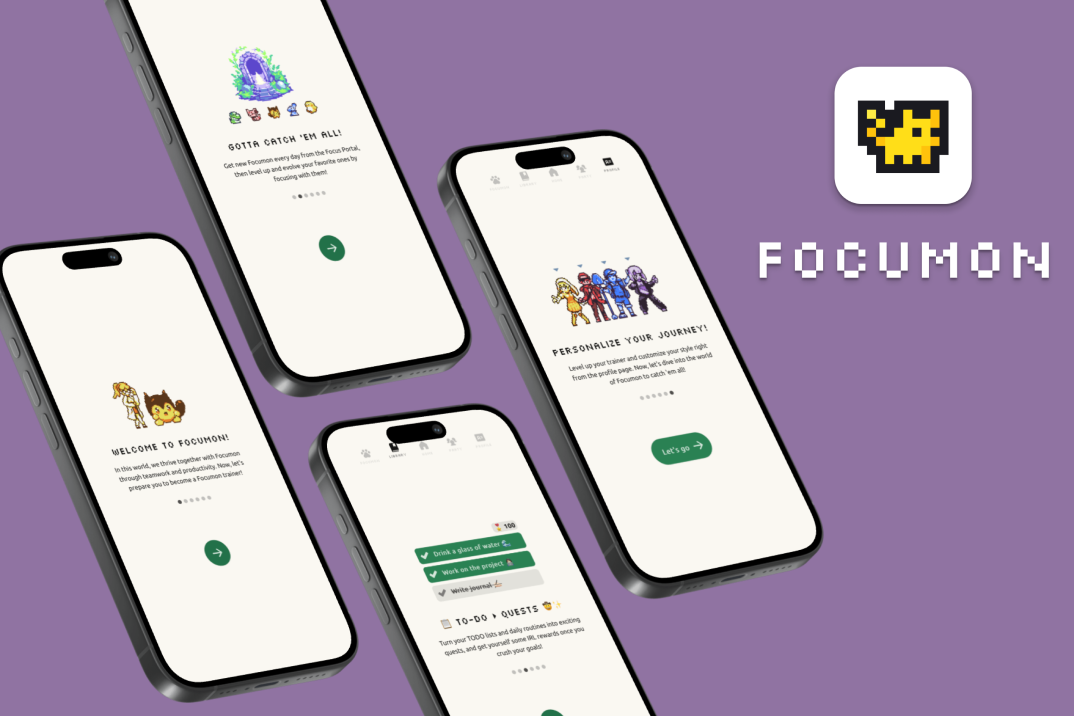 GOTTA CATCH 'EM ALL!
Get new Focumon every day from the Focus Portal,
then level up and evolve your favorite ones by
focusing with them!
FOCUMON
PERSONALIZE YOUR JOURNEY!
Level up your trainer and customize your style right
from the profile page. Now, let's dive into the world
of Focumon to catch 'em all!
Let's go
WELCOME TO FOCUMON!
In this world, we thrive together with Focumon
through teamwork and productivity. Now, let's
prepare you to become a Focumon trainer!
100
Drink a glass of water
Work on the project
Write journal
TO-DO > QUESTS
Turn your TODO lists and daily routines into exciting
quests, and get yourself some IRL rewards once you
crush your goals!